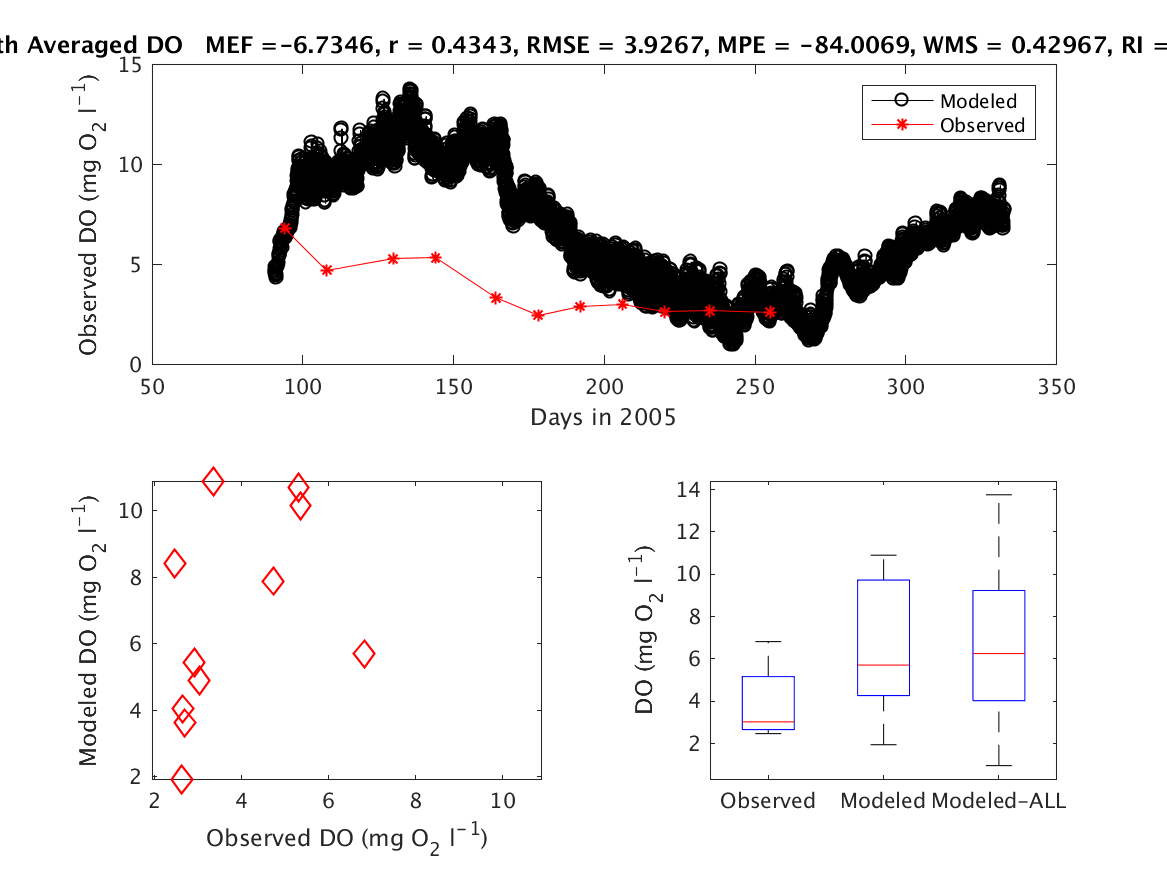 th Averaged DO   MEF =-6.7346, r = 0.4343, RMSE = 3.9267, MPE = -84.0069, WMS = 0.42967, RI =
15
10
5
0
Observed DO (mg O2 l-1)
Modeled
Observed
50 100 150 200 250 300 350
Days in 2005
10
8
6
4
2
Modeled DO (mg O2 l-1)
2 4 6 8 10
Observed DO (mg O2 l-1)
14
12
10
8
6
4
2
DO (mg O2 l-1)
Observed Modeled Modeled-ALL